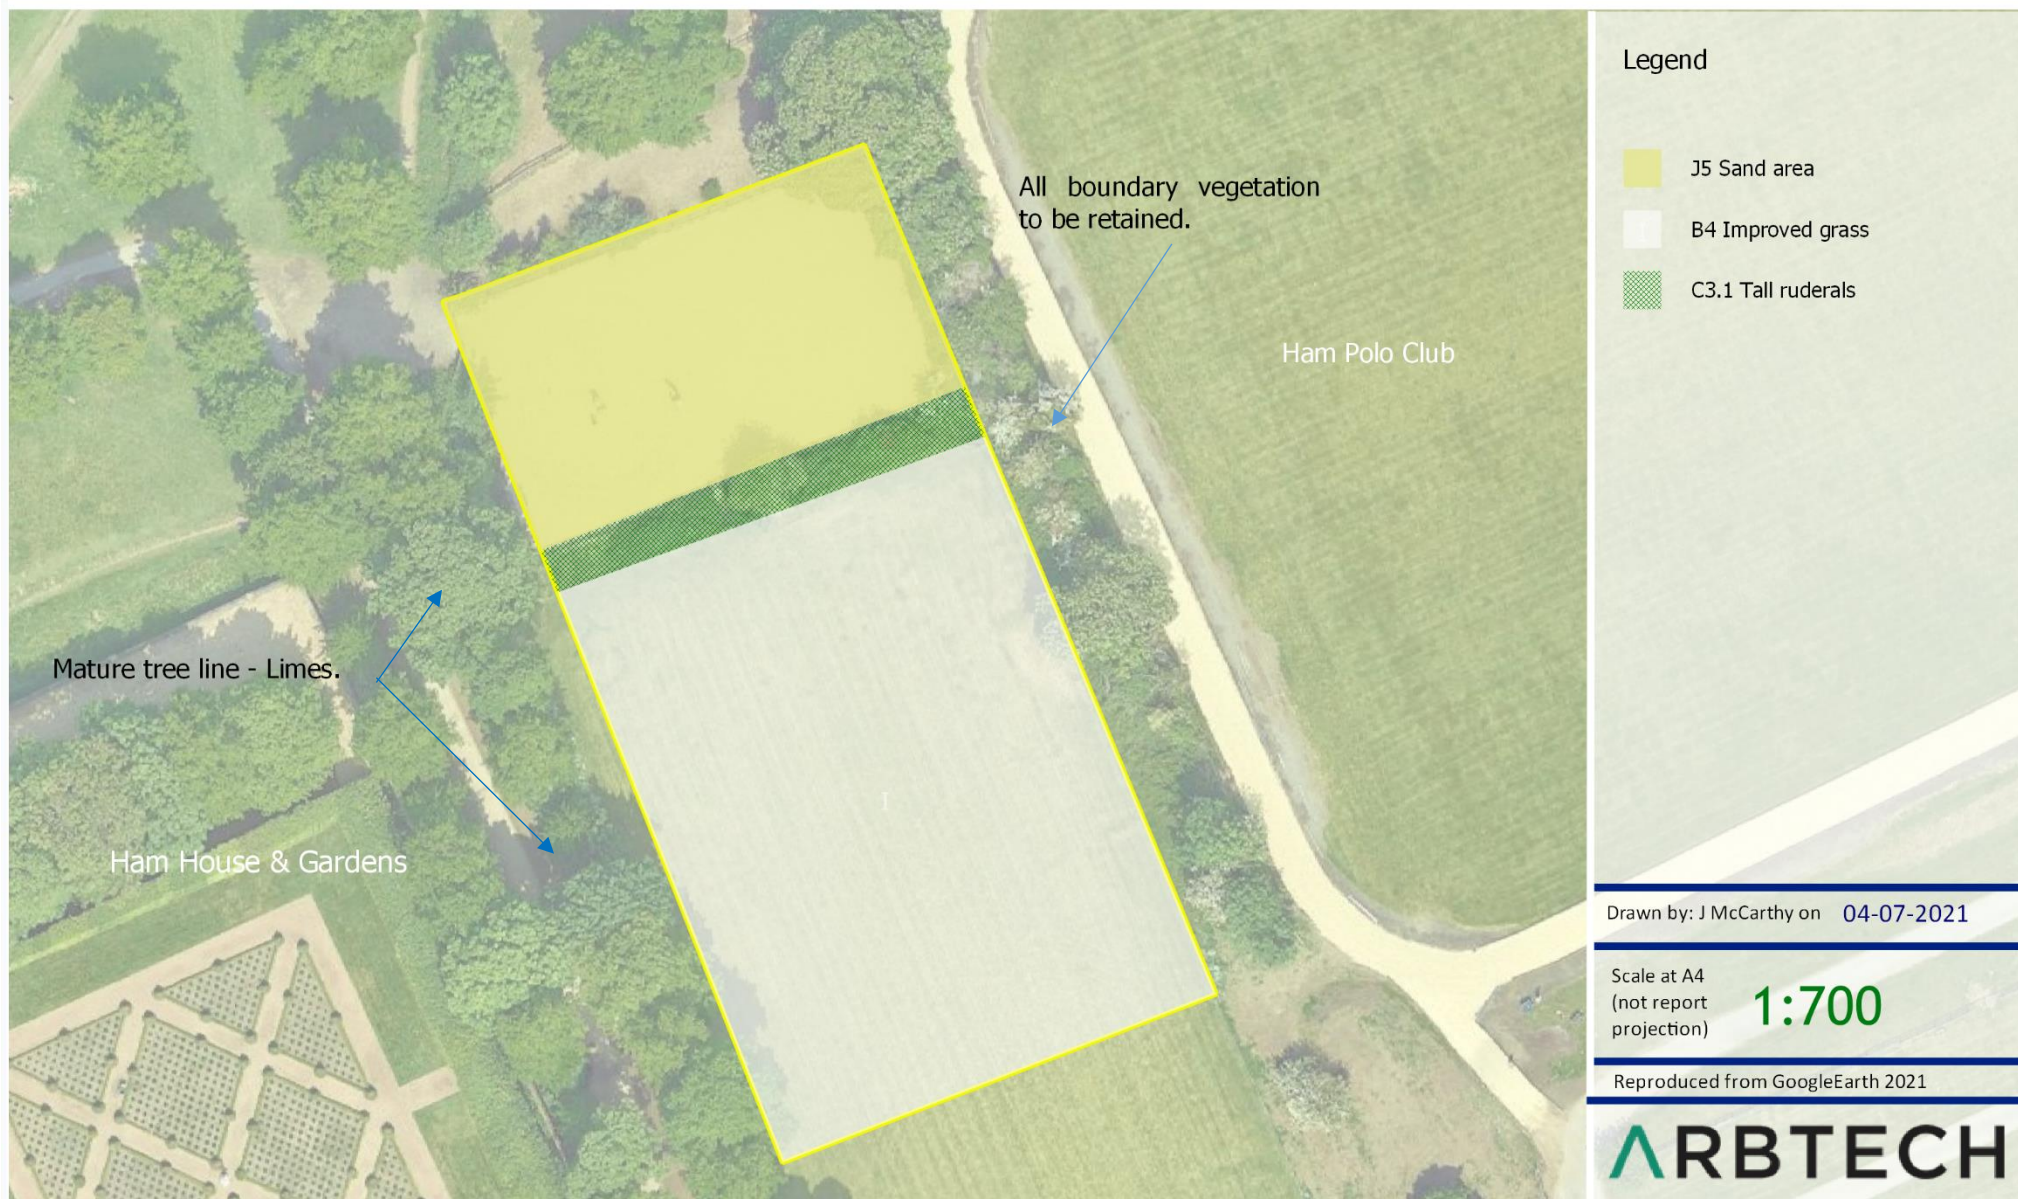 Legend
J5 Sand area
B4 Improved grass
C3.1 Tall ruderals
All boundary vegetation
to be retained.
Ham Polo Club
Mature tree line - Limes.
Ham House & Gardens
I
Drawn by: J McCarthy on 04-07-2021
Scale at A4
(not report
projection)
1:700
Reproduced from GoogleEarth 2021
ARBTECH